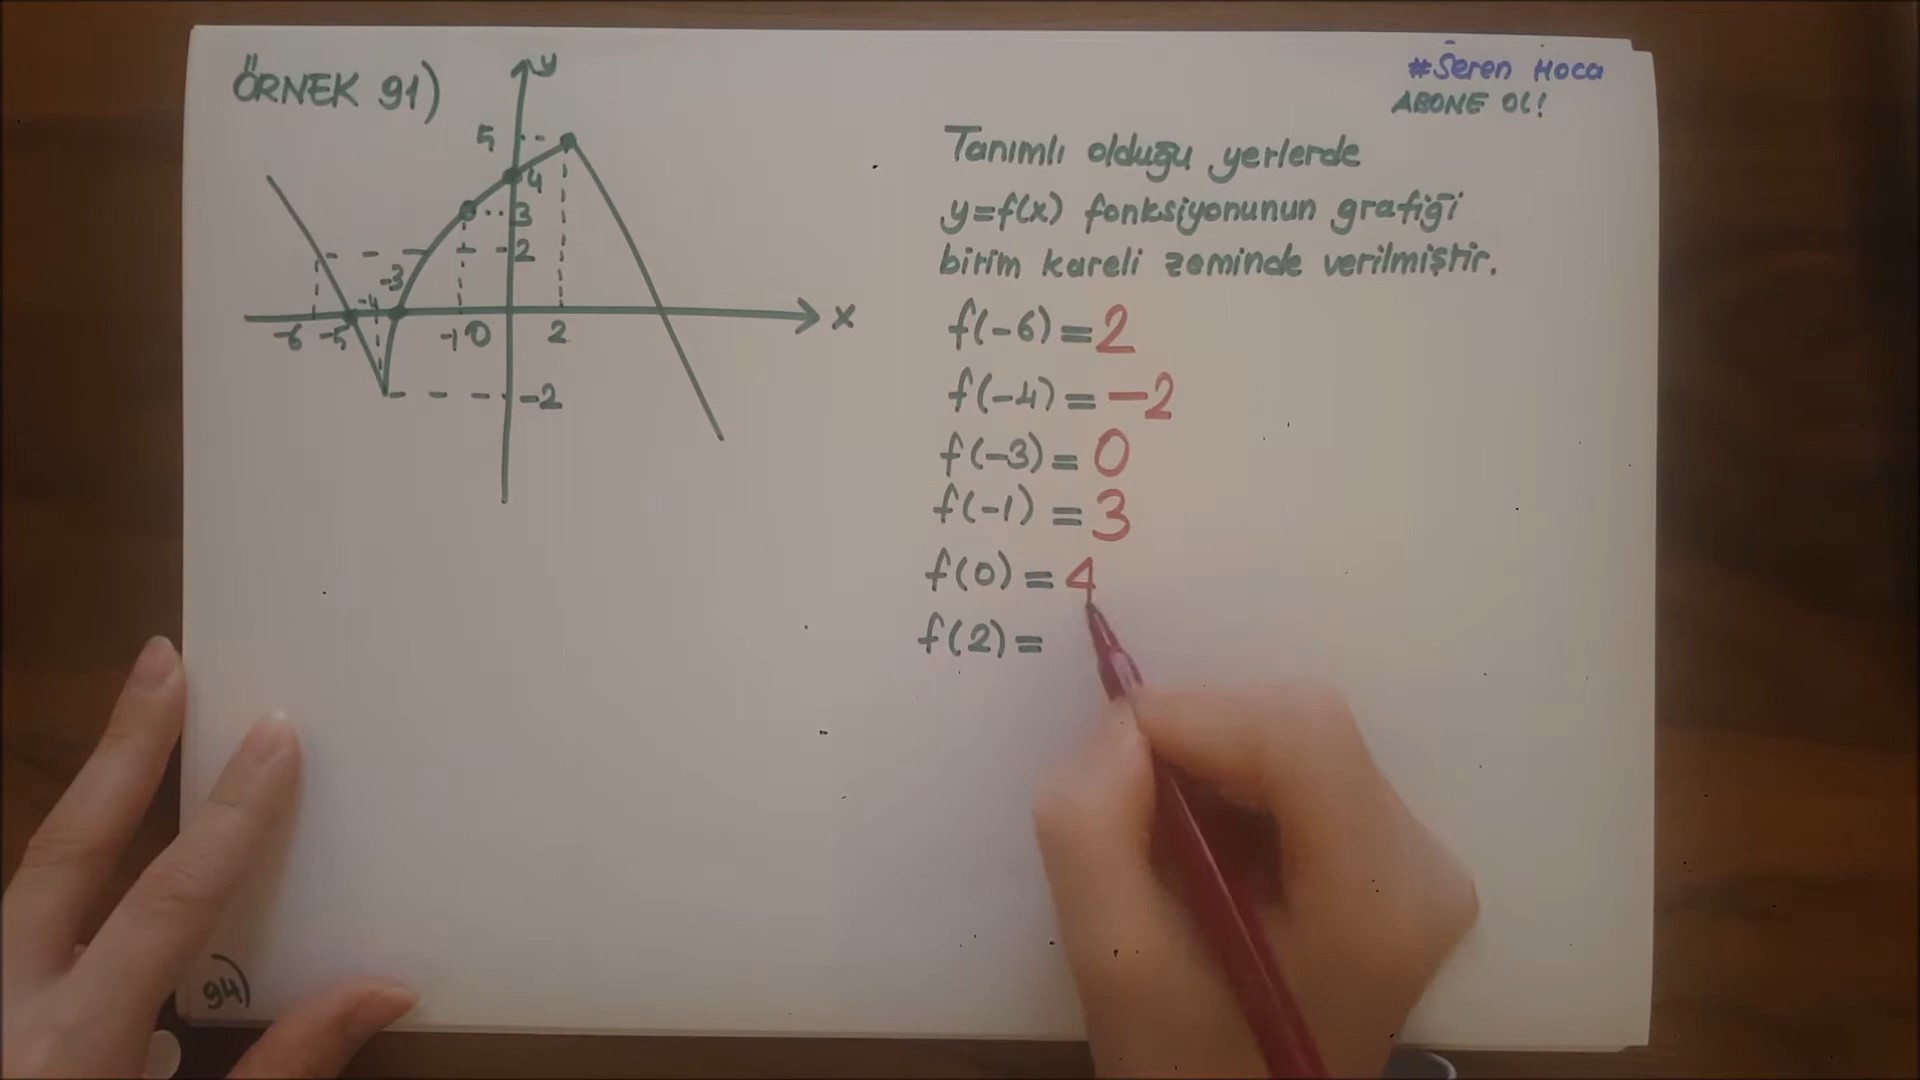 ÖRNEK 91)
#Seren Hoca
ABONE OL!
y
5
4
3
2
-3
-4
-6 -5 -1 0 2 x
-2
Tanımlı olduğu yerlerde
y=f(x) fonksiyonunun grafiği
birim kareli zeminde verilmiştir.
f(-6) = 2
f(-4) = -2
f(-3) = 0
f(-1) = 3
f(0) = 4
f(2) =
94)